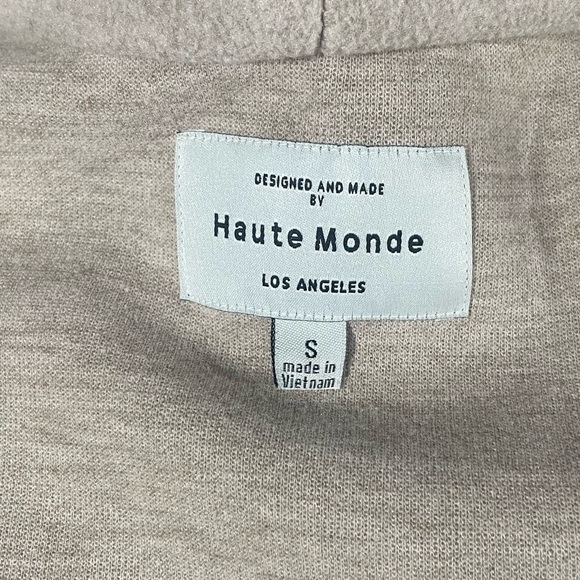 DESIGNED AND MADE
BY
Haute Monde
LOS ANGELES
S
made in
Vietnam